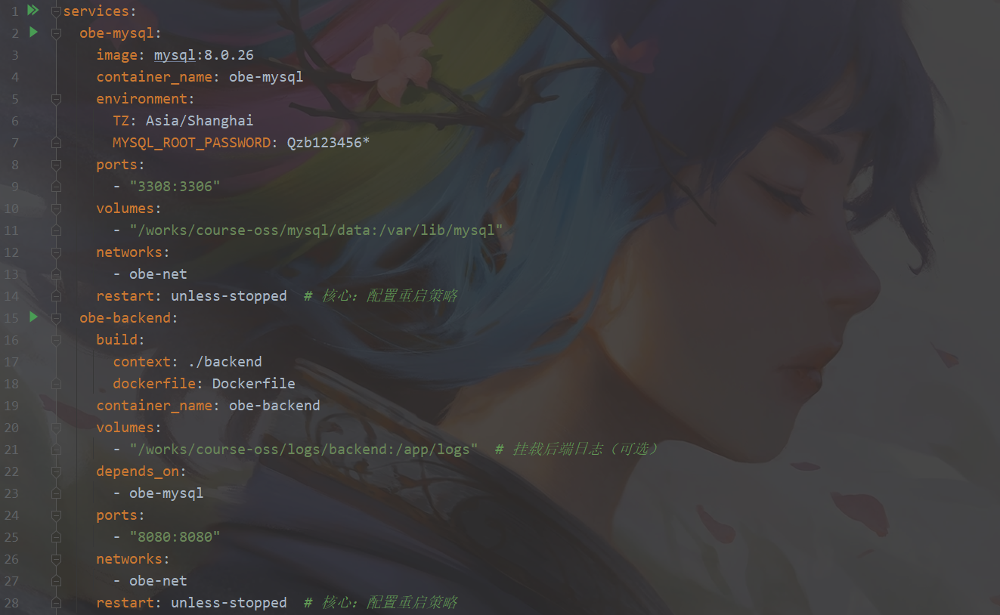 1 services:
2 obe-mysql:
3 image: mysql:8.0.26
4 container_name: obe-mysql
5 environment:
6 TZ: Asia/Shanghai
7 MYSQL_ROOT_PASSWORD: Qzb123456*
8 ports:
9 - "3308:3306"
10 volumes:
11 - "/works/course-oss/mysql/data:/var/lib/mysql"
12 networks:
13 - obe-net
14 restart: unless-stopped # 核心：配置重启策略
15 obe-backend:
16 build:
17 context: ./backend
18 dockerfile: Dockerfile
19 container_name: obe-backend
20 volumes:
21 - "/works/course-oss/logs/backend:/app/logs" # 挂载后端日志（可选）
22 depends_on:
23 - obe-mysql
24 ports:
25 - "8080:8080"
26 networks:
27 - obe-net
28 restart: unless-stopped # 核心：配置重启策略